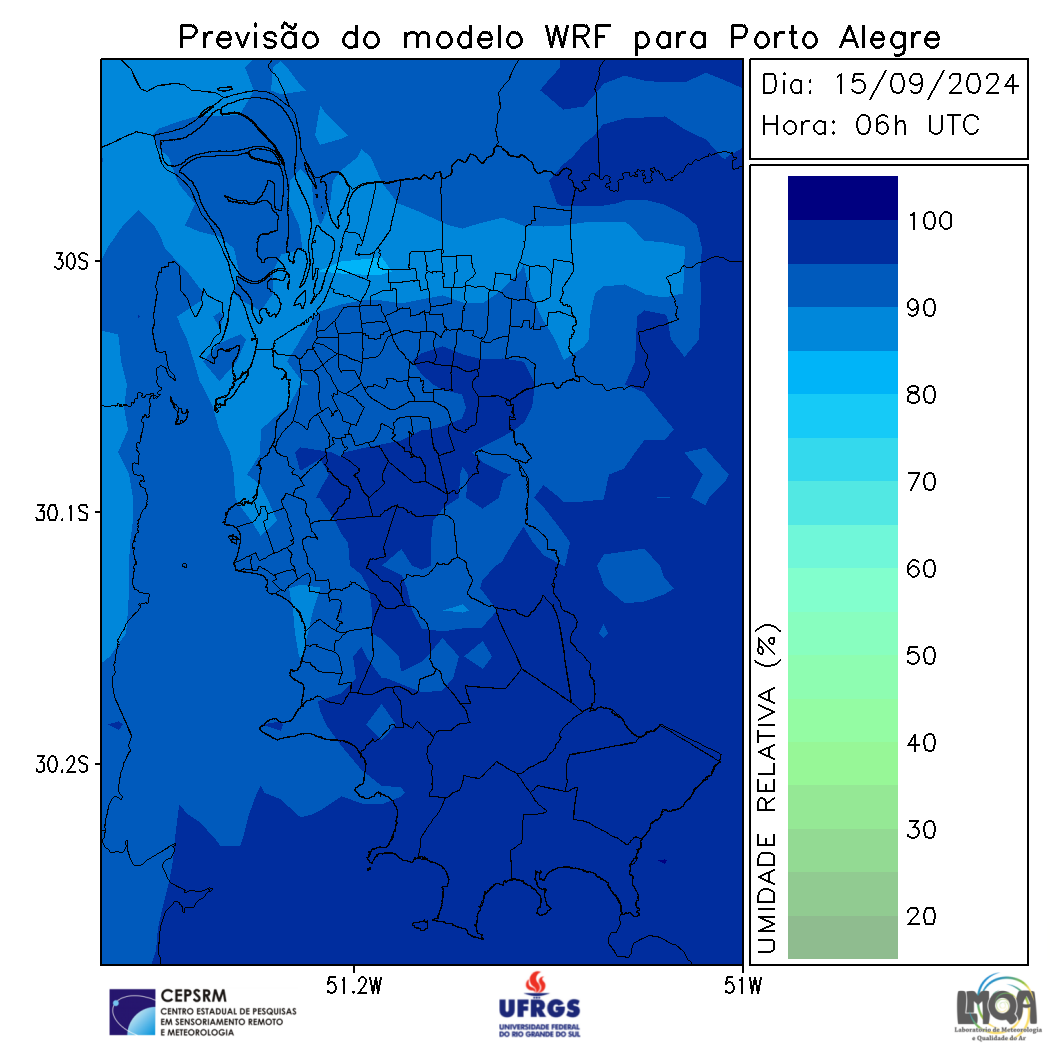 Previsão do modelo WRF para Porto Alegre
Dia: 15/09/2024
Hora: 06h UTC
30S
30.1S
30.2S
51.2W
51W
UMIDADE RELATIVA (%)
100
90
80
70
60
50
40
30
20
CEPSRM
CENTRO ESTADUAL DE PESQUISAS
EM SENSORIAMENTO REMOTO
E METEOROLOGIA
UFRGS
UNIVERSIDADE FEDERAL
DO RIO GRANDE DO SUL
LMQA
Laboratório de Meteorologia
e Qualidade do Ar